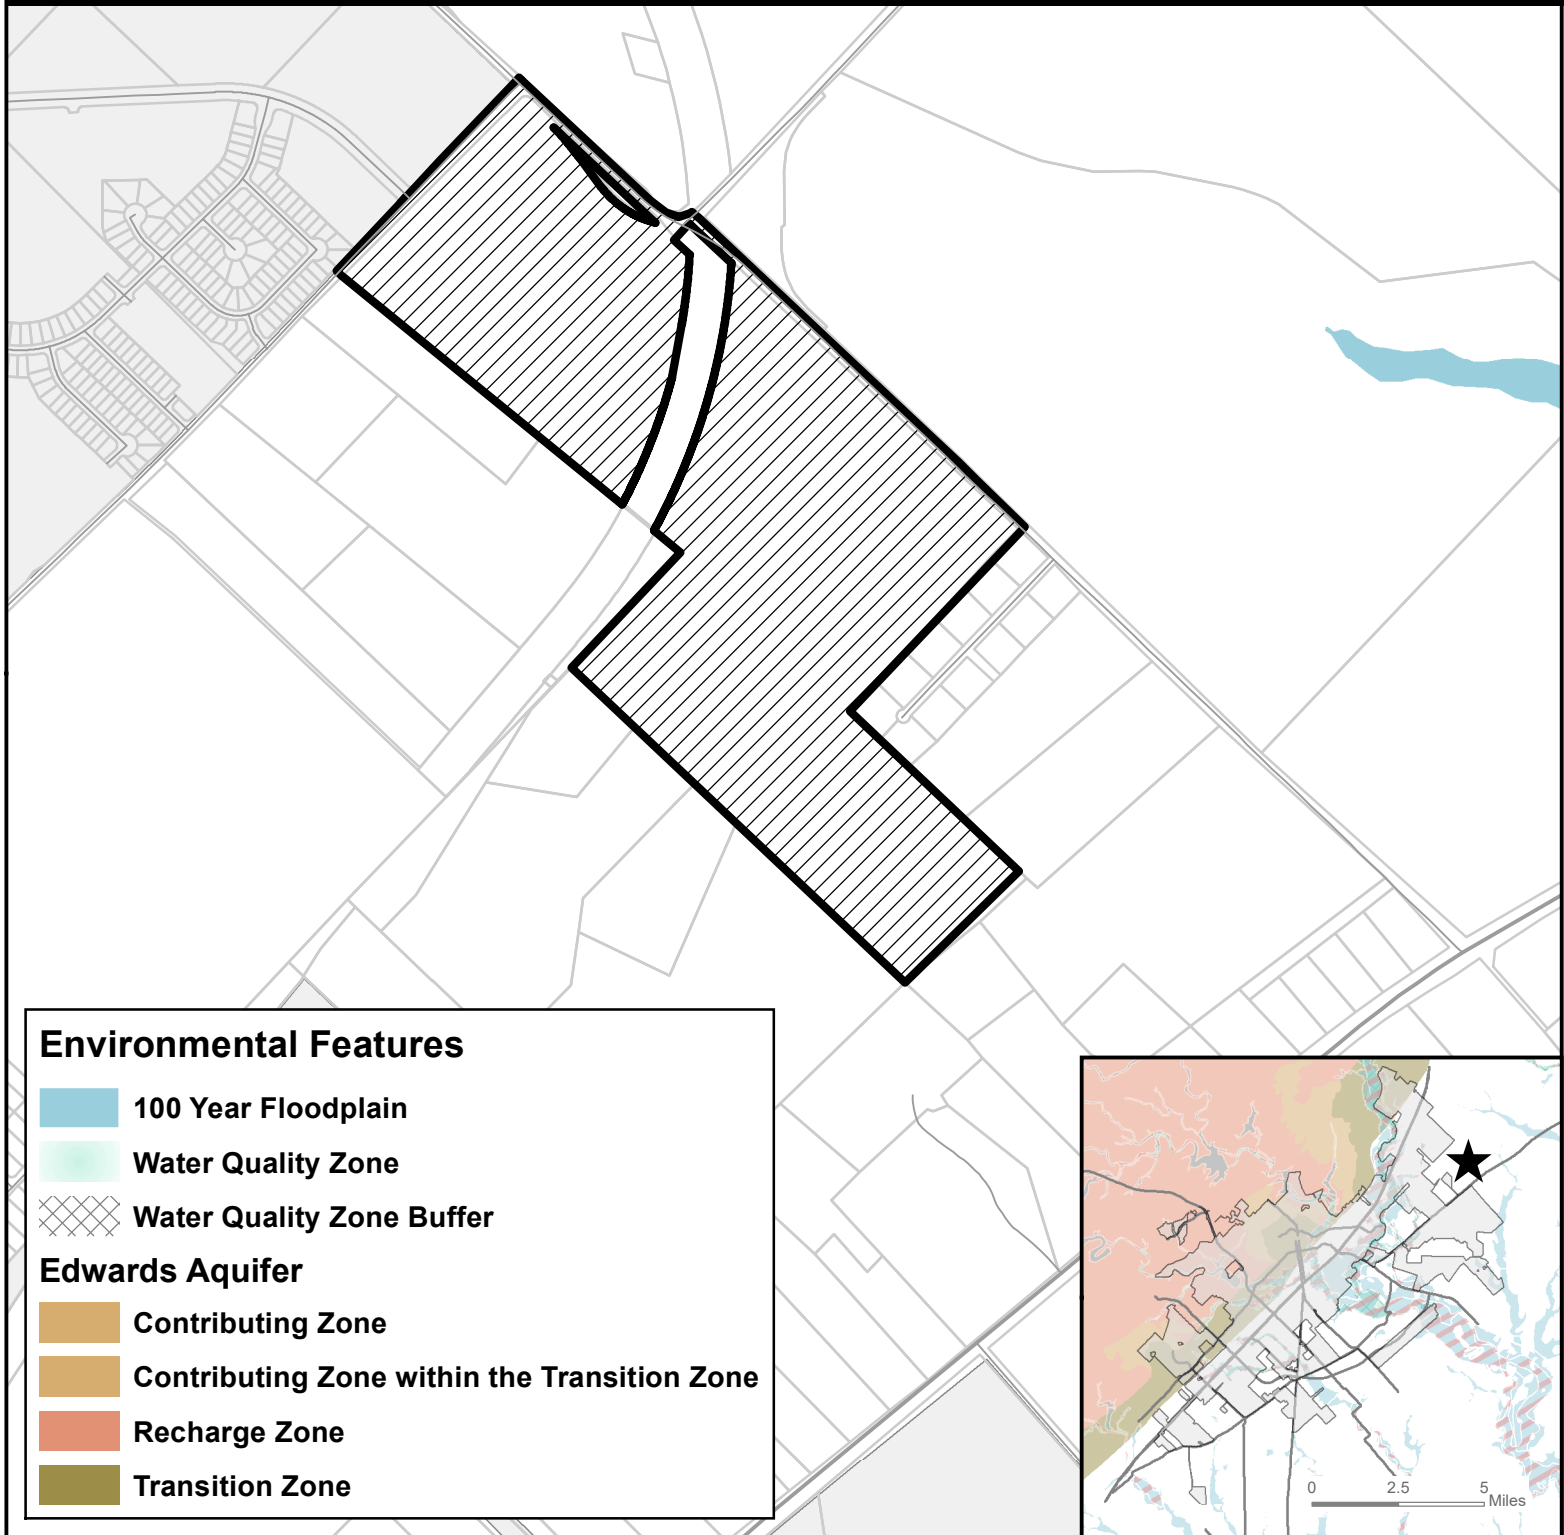 Environmental Features
100 Year Floodplain
Water Quality Zone
Water Quality Zone Buffer
Edwards Aquifer
Contributing Zone
Contributing Zone within the Transition Zone
Recharge Zone
Transition Zone
0 2.5 5
Miles